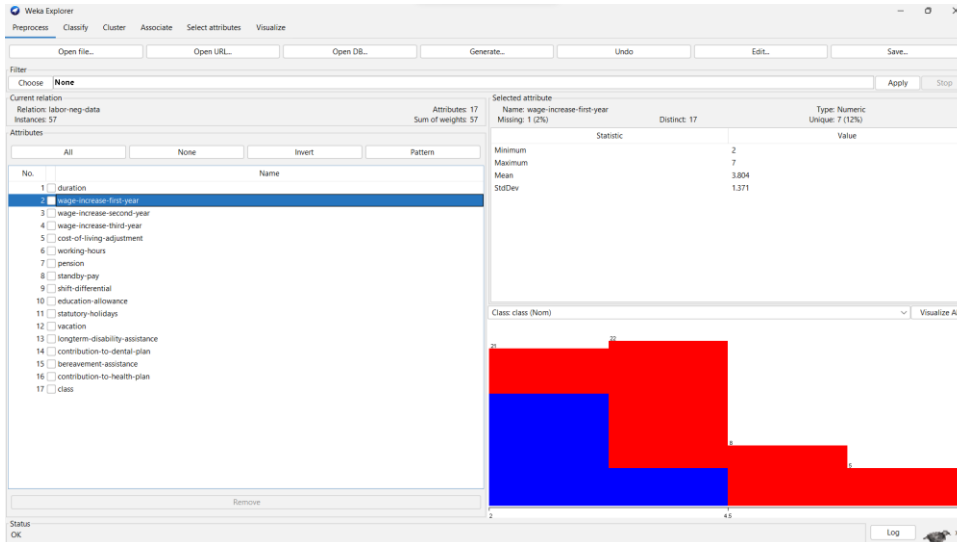 Weka Explorer
Preprocess Classify Cluster Associate Select attributes Visualize
Open file... Open URL... Open DB... Generate... Undo Edit... Save...
Filter
Choose None Apply Stop
Current relation
Relation: labor-neg-data Attributes: 17
Instances: 57 Sum of weights: 57
Attributes
All None Invert Pattern
No. Name
1 duration
2 wage-increase-first-year
3 wage-increase-second-year
4 wage-increase-third-year
5 cost-of-living-adjustment
6 working-hours
7 pension
8 standby-pay
9 shift-differential
10 education-allowance
11 statutory-holidays
12 vacation
13 longterm-disability-assistance
14 contribution-to-dental-plan
15 bereavement-assistance
16 contribution-to-health-plan
17 class
Remove
Selected attribute
Name: wage-increase-first-year Type: Numeric
Missing: 1 (2%) Distinct: 17 Unique: 7 (12%)
Statistic Value
Minimum 2
Maximum 7
Mean 3.804
StdDev 1.371
Class: class (Nom) Visualize A
21
22
8
6
2 4.5
Status
OK
Log